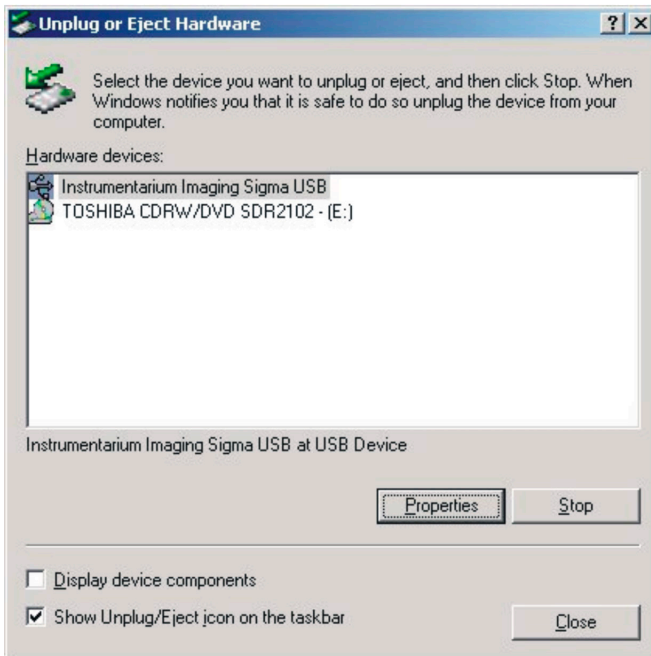 Unplug or Eject Hardware
Select the device you want to unplug or eject, and then click Stop. When
Windows notifies you that it is safe to do so unplug the device from your
computer.
Hardware devices:
Instrumentarium Imaging Sigma USB
TOSHIBA CDRW/DVD SDR2102 - (E:)
Instrumentarium Imaging Sigma USB at USB Device
Properties Stop
Display device components
Show Unplug/Eject icon on the taskbar
Close